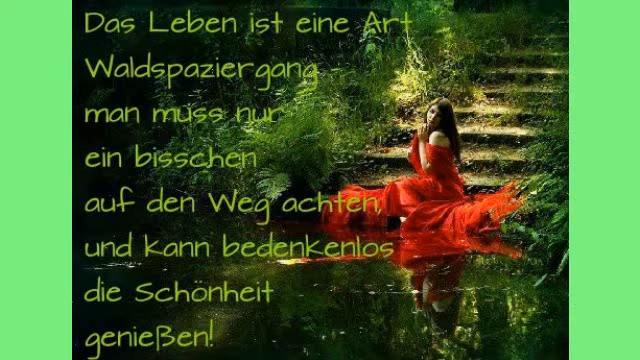 Das Leben ist eine Art
Waldspaziergang
man muss nur
ein bisschen
auf den Weg achten,
und kann bedenkenlos
die Schönheit
genießen!